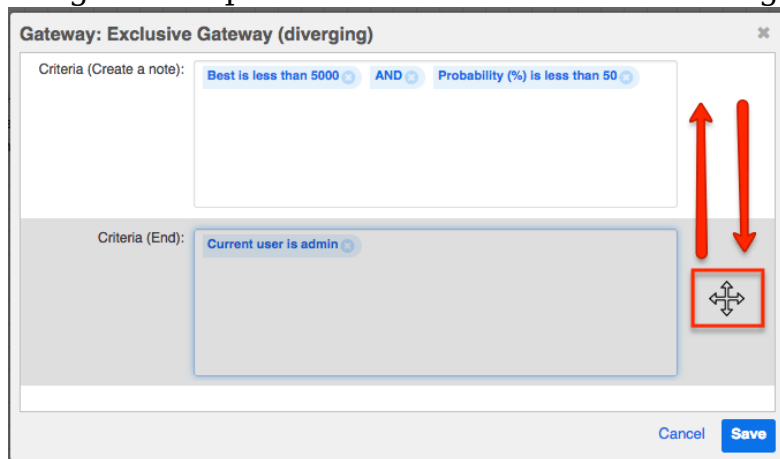 Gateway: Exclusive Gateway (diverging)
Criteria (Create a note):
Best is less than 5000 AND Probability (%) is less than 50
Criteria (End):
Current user is admin
Cancel Save